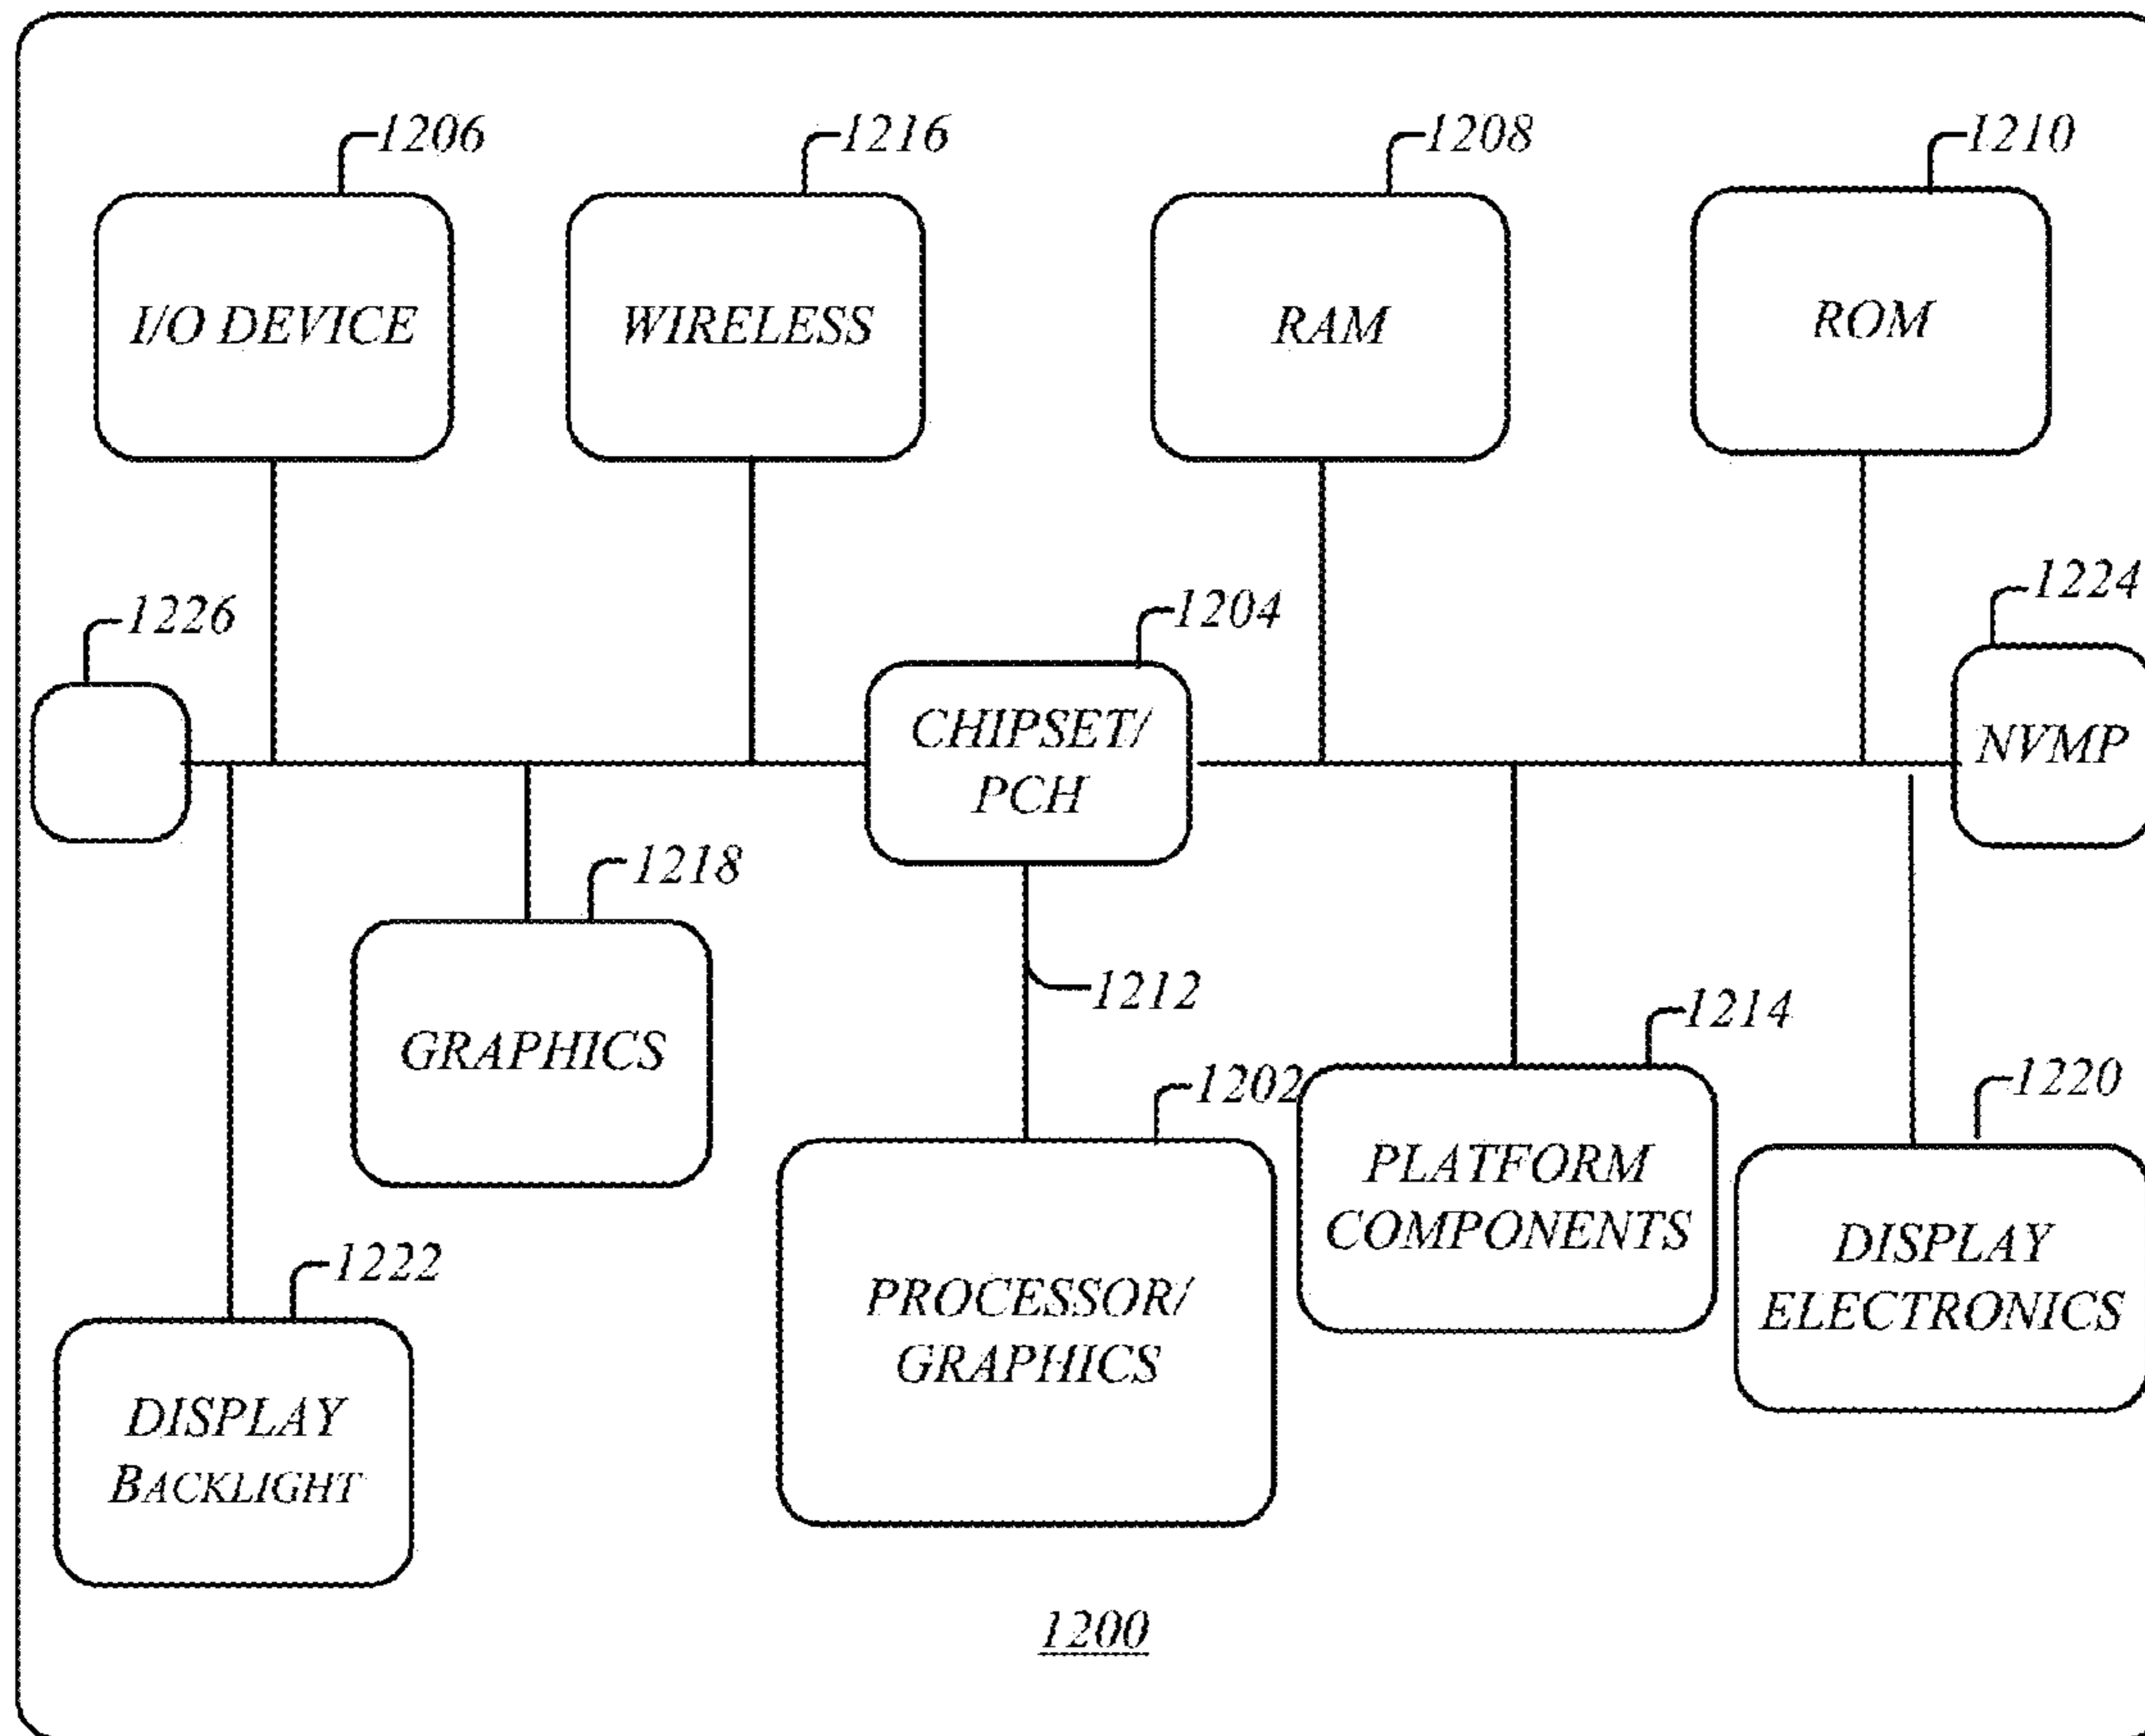 1206
1216
1208
1210
I/O DEVICE
WIRELESS
RAM
ROM
1226
1204
1224
CHIPSET/
PCH
NVMP
1218
GRAPHICS
1212
1214
1202
1220
PLATFORM
COMPONENTS
DISPLAY
ELECTRONICS
1222
PROCESSOR/
GRAPHICS
DISPLAY
BACKLIGHT
1200